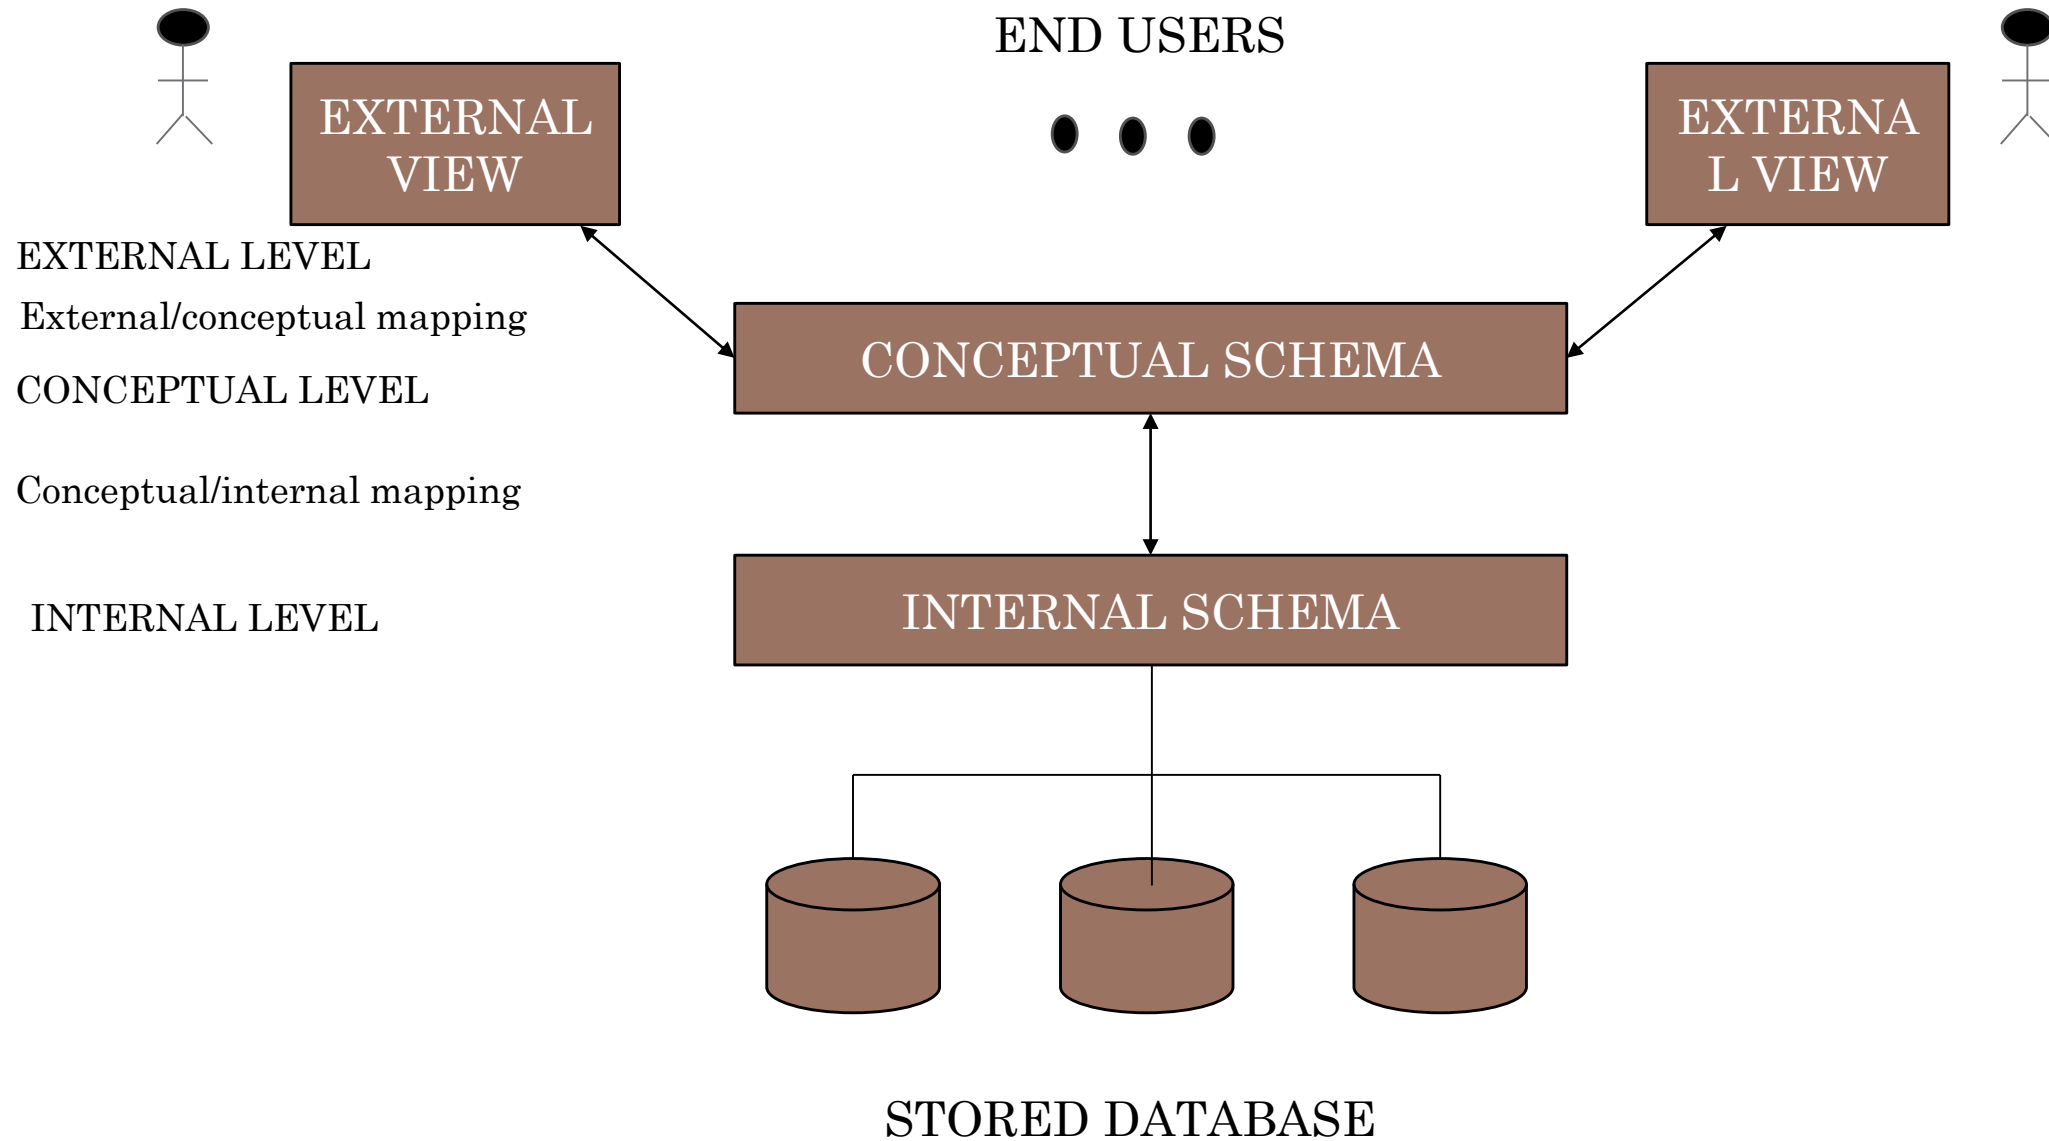 END USERS
EXTERNAL
VIEW
EXTERNA
L VIEW
EXTERNAL LEVEL
External/conceptual mapping
CONCEPTUAL SCHEMA
CONCEPTUAL LEVEL
Conceptual/internal mapping
INTERNAL SCHEMA
INTERNAL LEVEL
STORED DATABASE